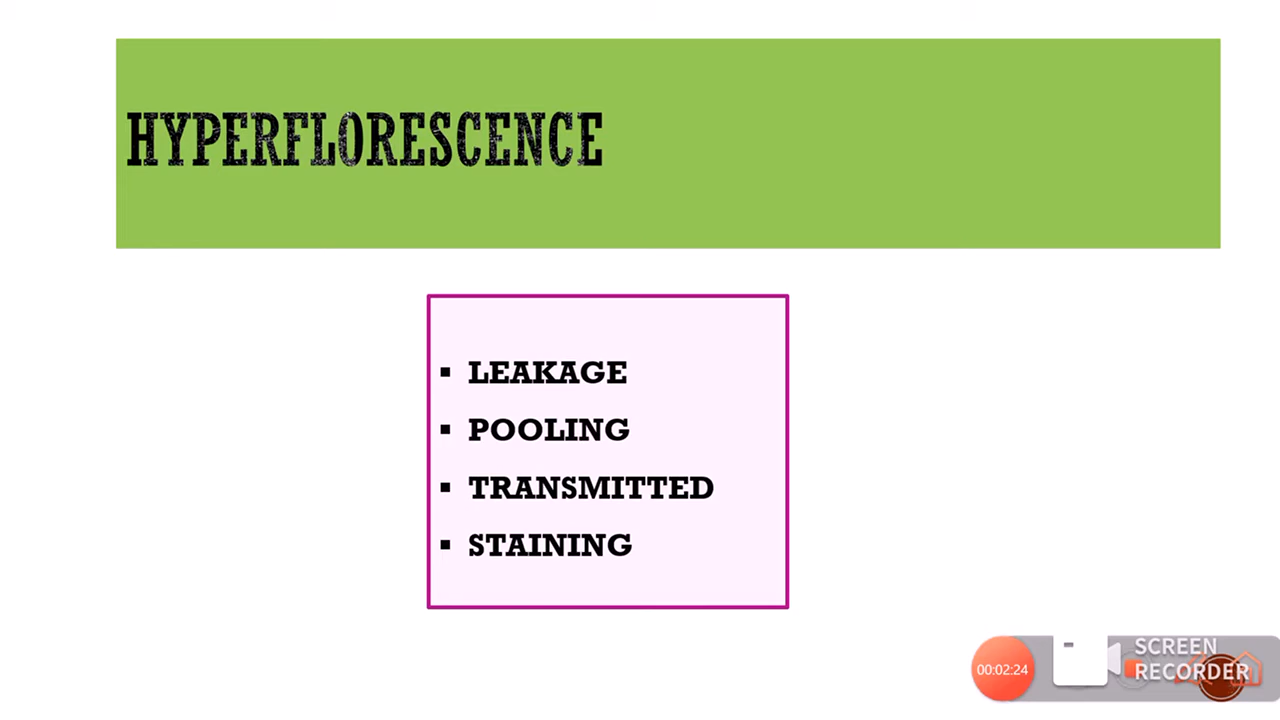 HYPERFLORESCENCE
▪ LEAKAGE
▪ POOLING
▪ TRANSMITTED
▪ STAINING
00:02:24
SCREEN
RECORDER